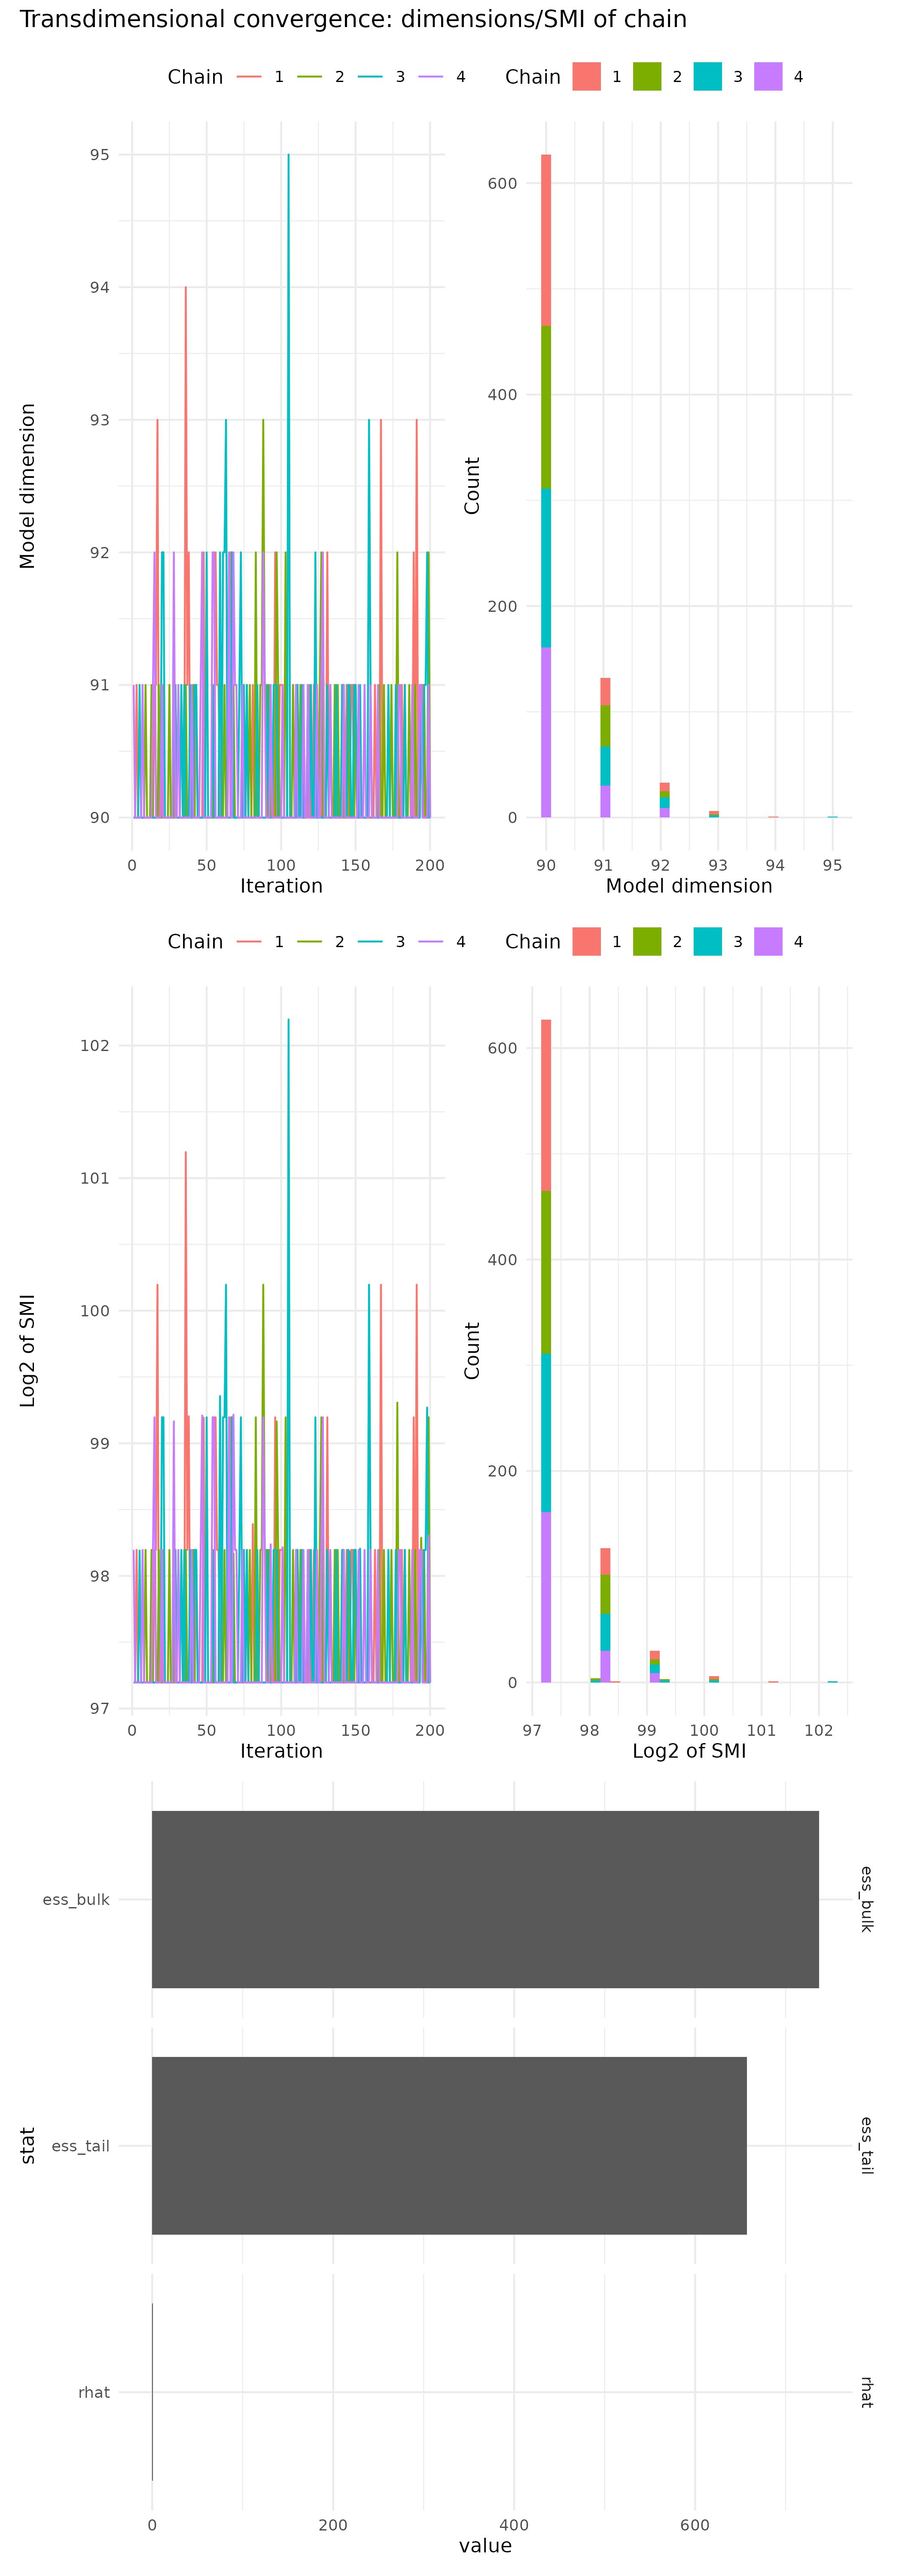 Transdimensional convergence: dimensions/SMI of chain
Chain 1 2 3 4
Chain 1 2 3 4
Model dimension
95
94
93
92
91
90
0 50 100 150 200
Iteration
Count
600
400
200
0
90 91 92 93 94 95
Model dimension
Chain 1 2 3 4
Chain 1 2 3 4
Log2 of SMI
102
101
100
99
98
97
0 50 100 150 200
Iteration
Count
600
400
200
0
97 98 99 100 101 102
Log2 of SMI
stat
ess_bulk
ess_bulk
ess_tail
ess_tail
rhat
rhat
0 200 400 600
value